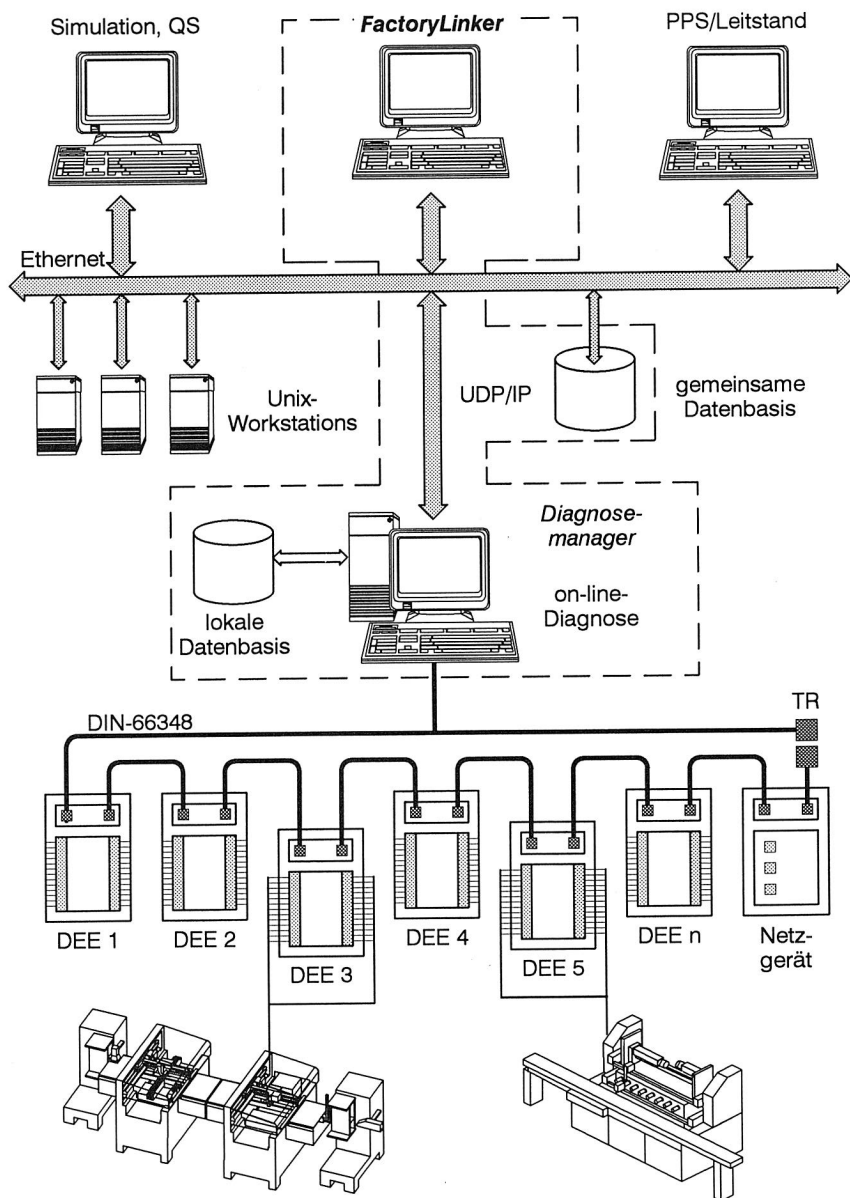 Simulation, QS
FactoryLinker
PPS/Leitstand
Ethernet
Unix-
Workstations
UDP/IP
gemeinsame
Datenbasis
Diagnose-
manager
on-line-
Diagnose
lokale
Datenbasis
DIN-66348
TR
DEE 1
DEE 2
DEE 3
DEE 4
DEE 5
DEE n
Netz-
gerät